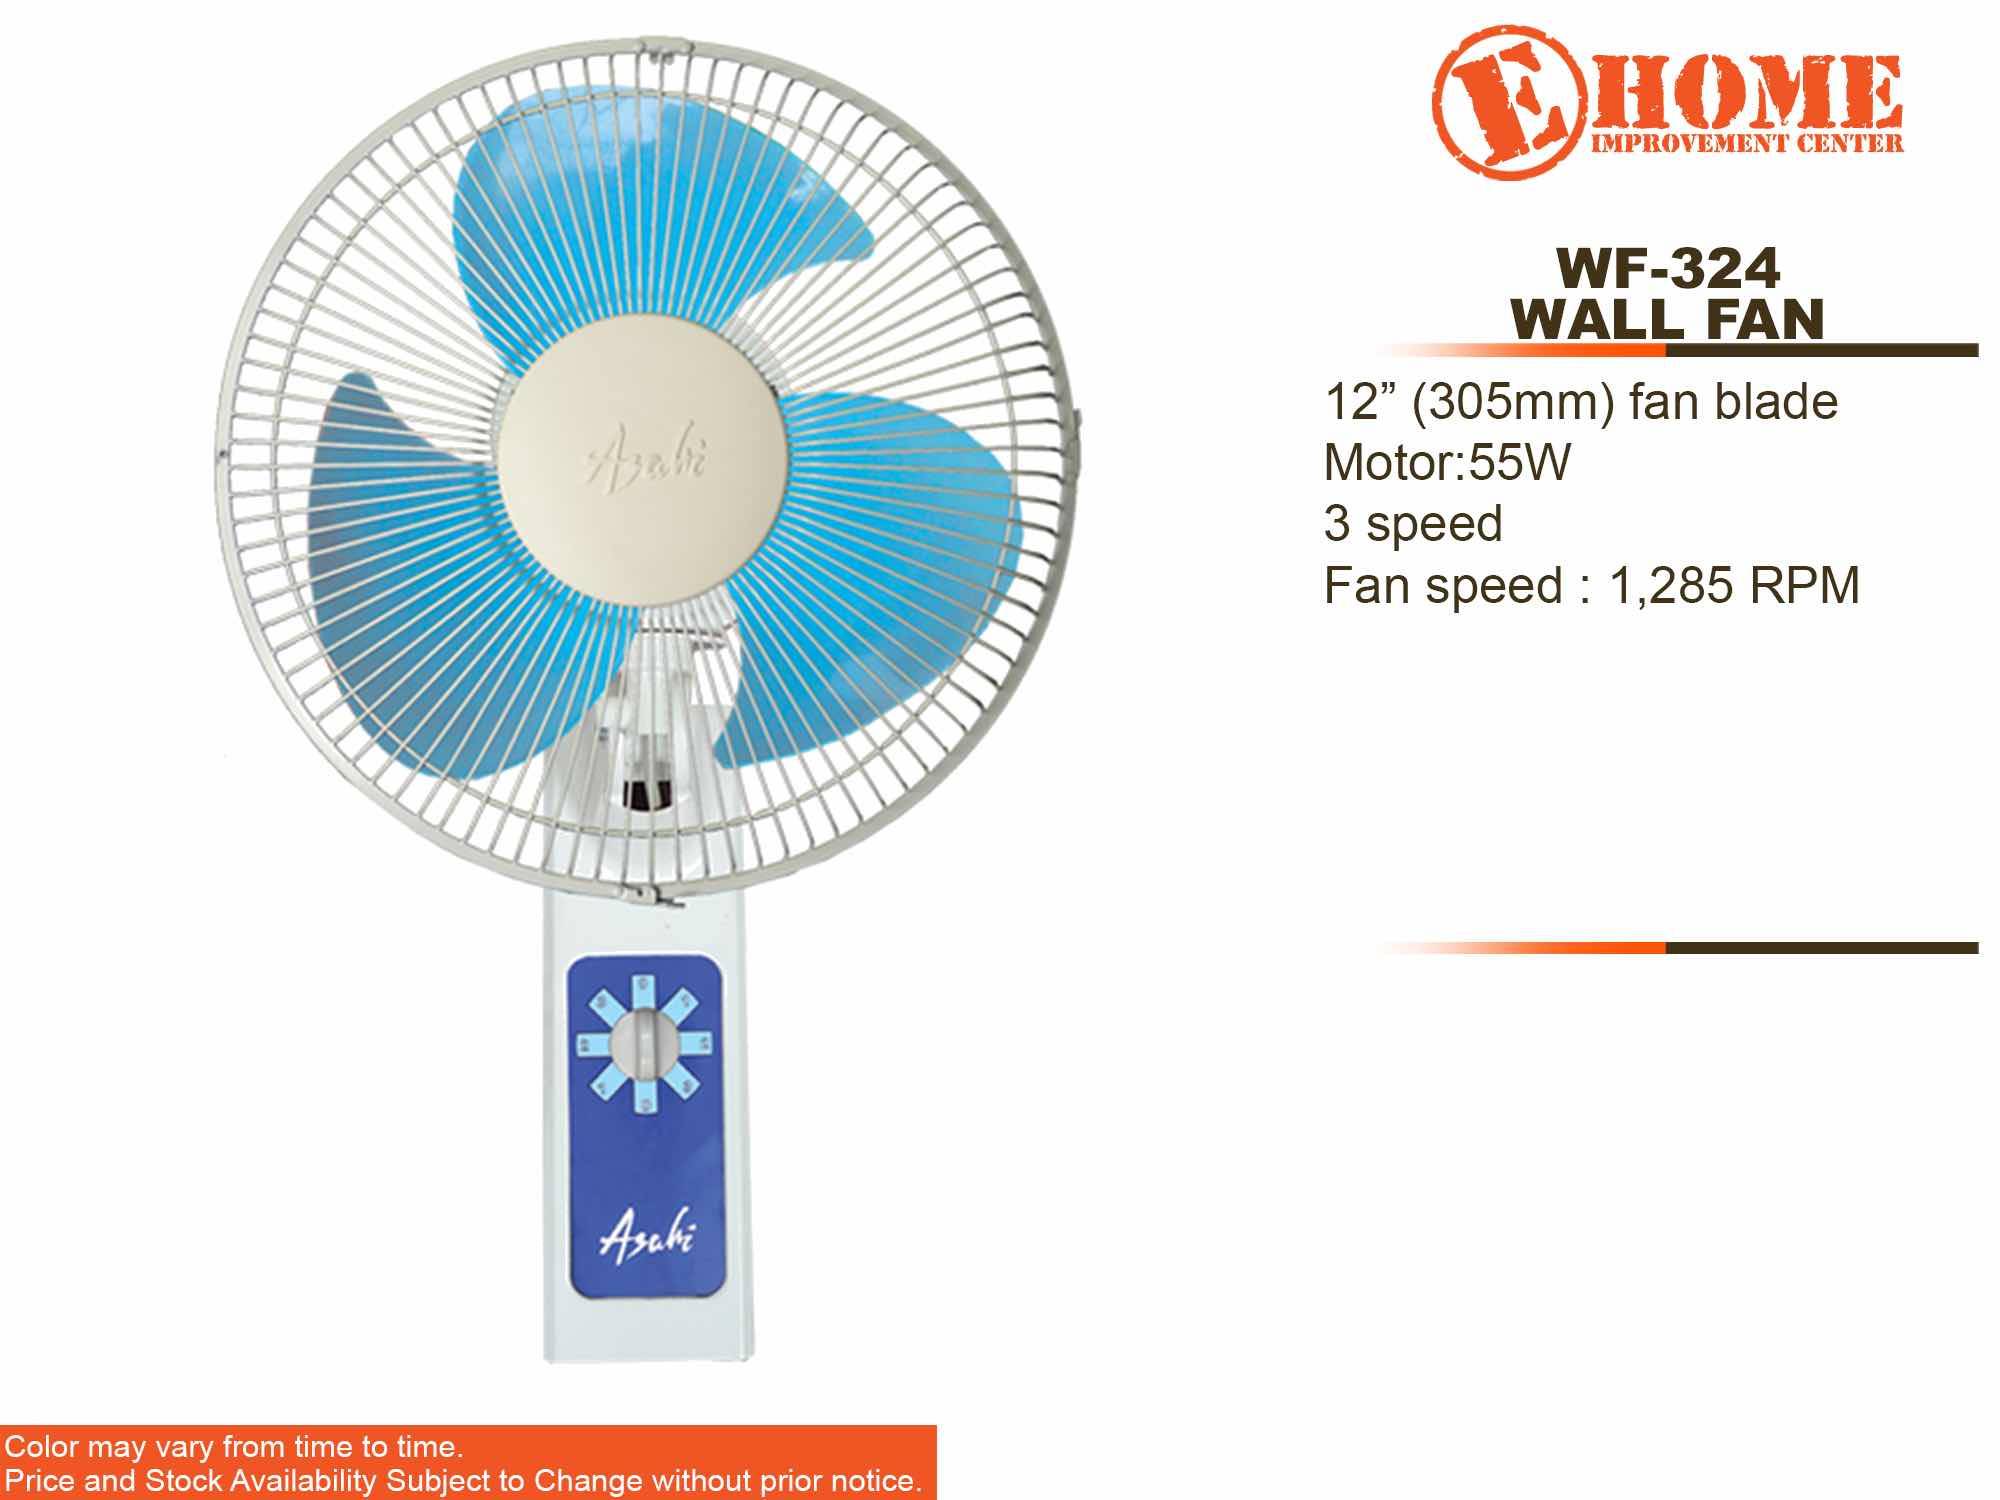 E HOME
IMPROVEMENT CENTER
WF-324
WALL FAN
12” (305mm) fan blade
Motor:55W
3 speed
Fan speed : 1,285 RPM
Asahi
Asahi
Color may vary from time to time.
Price and Stock Availability Subject to Change without prior notice.